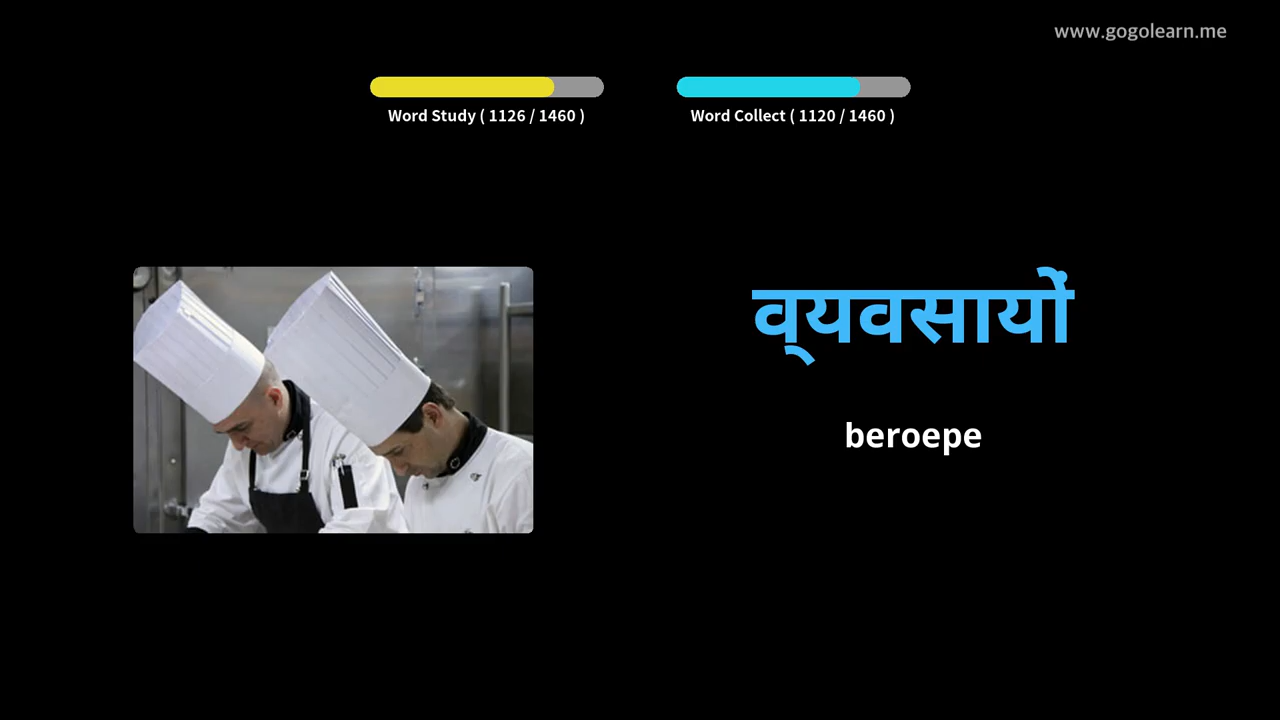 www.gogolearn.me
Word Study ( 1126 / 1460 )
Word Collect ( 1120 / 1460 )
व्यवसायों
beroepe